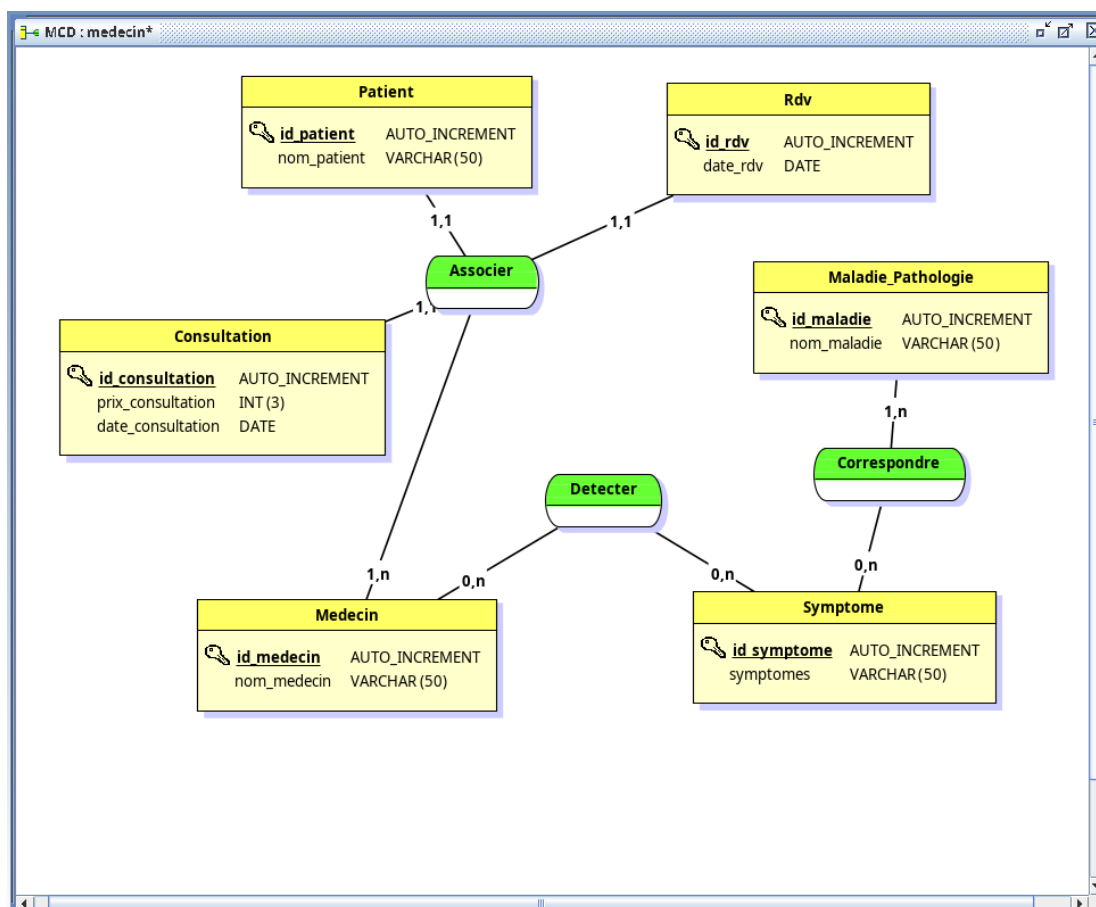 MCD : medecin*
Patient
id_patient AUTO_INCREMENT
nom_patient VARCHAR (50)
Rdv
id_rdv AUTO_INCREMENT
date_rdv DATE
1,1
1,1
Associer
Maladie_Pathologie
id_maladie AUTO_INCREMENT
nom_maladie VARCHAR (50)
1,1
Consultation
id_consultation AUTO_INCREMENT
prix_consultation INT (3)
date_consultation DATE
1,n
Correspondre
Detecter
1,n
0,n
0,n
0,n
Medecin
id_medecin AUTO_INCREMENT
nom_medecin VARCHAR (50)
Symptome
id_symptome AUTO_INCREMENT
symptomes VARCHAR (50)